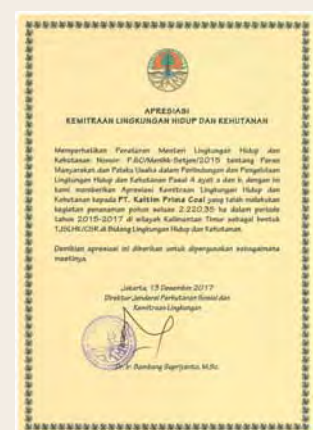 APRESIASI
KEMITRAAN LINGKUNGAN HIDUP DAN KEHUTANAN
Memperhatikan Peraturan Menteri Lingkungan Hidup dan
Kehutanan Nomor P.60/Menlhk-Setjen/2015 tentang Peran
Masyarakat dan Pelaku Usaha dalam Perlindungan dan Pengelolaan
Lingkungan Hidup dan Kehutanan Pasal 4 ayat a dan b, dengan ini
kami memberikan Apresiasi Kemitraan Lingkungan Hidup dan
Kehutanan kepada PT. Kaltim Prima Coal yang telah melakukan
kegiatan penanaman pohon seluas 2.220,35 ha dalam periode
tahun 2015-2017 di wilayah Kalimantan Timur sebagai bentuk
TJSLHK/CSR di Bidang Lingkungan Hidup dan Kehutanan.
Demikian apresiasi ini diberikan untuk dipergunakan sebagaimana
mestinya.
Jakarta, 13 Desember 2017
Direktur Jenderal Perhutanan Sosial dan
Kemitraan Lingkungan
Dr. Ir. Bambang Supriyanto, M.Sc.